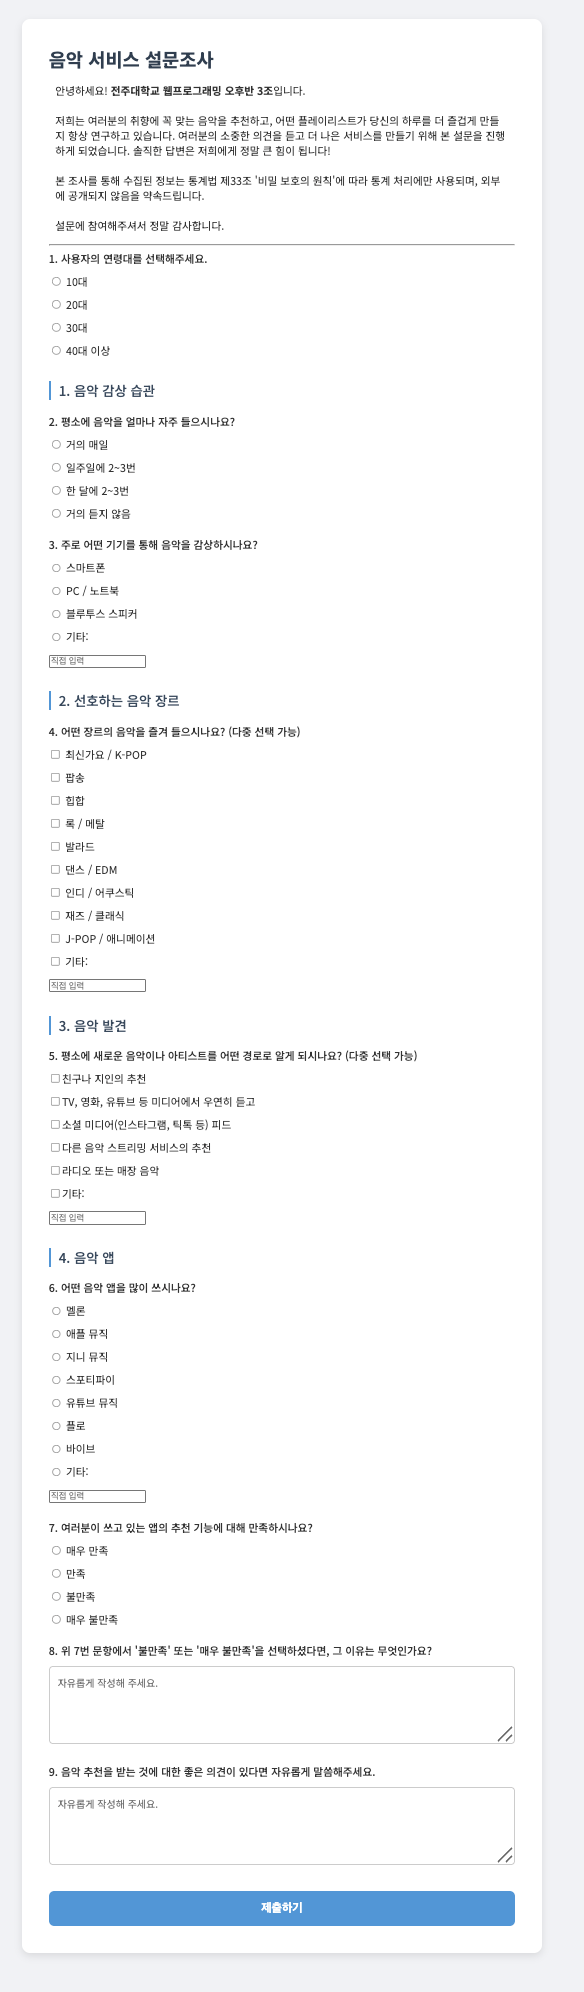 음악 서비스 설문조사
안녕하세요! 전주대학교 웹프로그래밍 오후반 3조입니다.
저희는 여러분의 취향에 꼭 맞는 음악을 추천하고, 어떤 플레이리스트가 당신의 하루를 더 즐겁게 만들
지 항상 연구하고 있습니다. 여러분의 소중한 의견을 듣고 더 나은 서비스를 만들기 위해 본 설문을 진행
하게 되었습니다. 솔직한 답변은 저희에게 정말 큰 힘이 됩니다!
본 조사를 통해 수집된 정보는 통계법 제33조 '비밀 보호의 원칙'에 따라 통계 처리에만 사용되며, 외부
에 공개되지 않음을 약속드립니다.
설문에 참여해주셔서 정말 감사합니다.
1. 사용자의 연령대를 선택해주세요.
10대
20대
30대
40대 이상
1. 음악 감상 습관
2. 평소에 음악을 얼마나 자주 들으시나요?
거의 매일
일주일에 2~3번
한 달에 2~3번
거의 듣지 않음
3. 주로 어떤 기기를 통해 음악을 감상하시나요?
스마트폰
PC / 노트북
블루투스 스피커
기타:
직접 입력
2. 선호하는 음악 장르
4. 어떤 장르의 음악을 즐겨 들으시나요? (다중 선택 가능)
최신가요 / K-POP
팝송
힙합
록 / 메탈
발라드
댄스 / EDM
인디 / 어쿠스틱
재즈 / 클래식
J-POP / 애니메이션
기타:
직접 입력
3. 음악 발견
5. 평소에 새로운 음악이나 아티스트를 어떤 경로로 알게 되시나요? (다중 선택 가능)
친구나 지인의 추천
TV, 영화, 유튜브 등 미디어에서 우연히 듣고
소셜 미디어(인스타그램, 틱톡 등) 피드
다른 음악 스트리밍 서비스의 추천
라디오 또는 매장 음악
기타:
직접 입력
4. 음악 앱
6. 어떤 음악 앱을 많이 쓰시나요?
멜론
애플 뮤직
지니 뮤직
스포티파이
유튜브 뮤직
플로
바이브
기타:
직접 입력
7. 여러분이 쓰고 있는 앱의 추천 기능에 대해 만족하시나요?
매우 만족
만족
불만족
매우 불만족
8. 위 7번 문항에서 '불만족' 또는 '매우 불만족'을 선택하셨다면, 그 이유는 무엇인가요?
자유롭게 작성해 주세요.
9. 음악 추천을 받는 것에 대한 좋은 의견이 있다면 자유롭게 말씀해주세요.
자유롭게 작성해 주세요.
제출하기